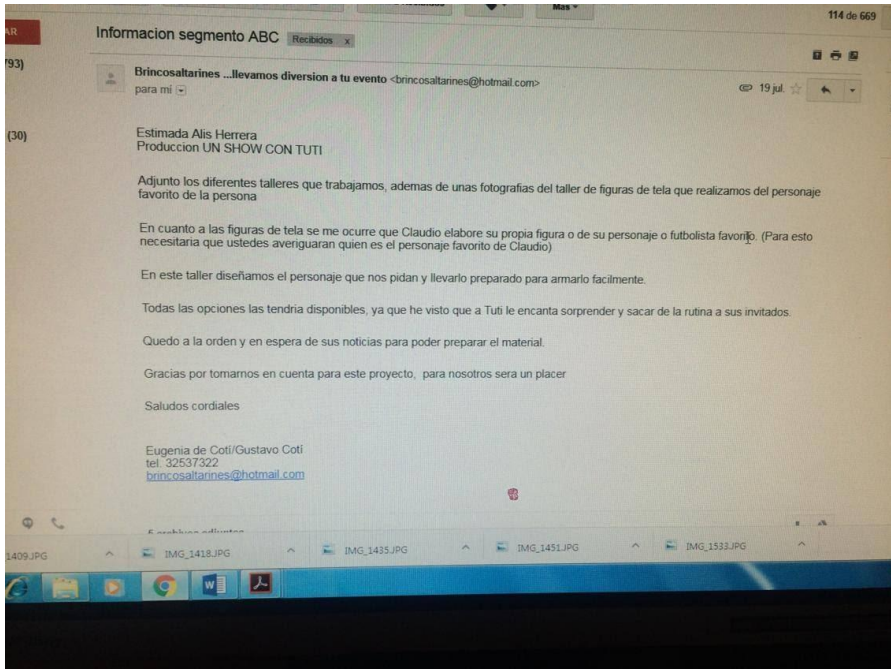 Mas
114 de 669
AR
Informacion segmento ABC Recibidos x
793)
Brincosaltarines ...llevamos diversion a tu evento <brincosaltarines@hotmail.com>
para mi
19 jul.
(30)
Estimada Alis Herrera
Produccion UN SHOW CON TUTI
Adjunto los diferentes talleres que trabajamos, ademas de unas fotografias del taller de figuras de tela que realizamos del personaje
favorito de la persona
En cuanto a las figuras de tela se me ocurre que Claudio elabore su propia figura o de su personaje o futbolista favorito. (Para esto
necesitaria que ustedes averiguaran quien es el personaje favorito de Claudio)
En este taller diseñamos el personaje que nos pidan y llevarlo preparado para armarlo facilmente.
Todas las opciones las tendria disponibles, ya que he visto que a Tuti le encanta sorprender y sacar de la rutina a sus invitados.
Quedo a la orden y en espera de sus noticias para poder preparar el material.
Gracias por tomarnos en cuenta para este proyecto, para nosotros sera un placer
Saludos cordiales
Eugenia de Coti/Gustavo Coti
tel. 32537322
brincosaltarines@hotmail.com
1409.JPG
IMG_1418.JPG
IMG_1435.JPG
IMG_1451.JPG
IMG_1533.JPG